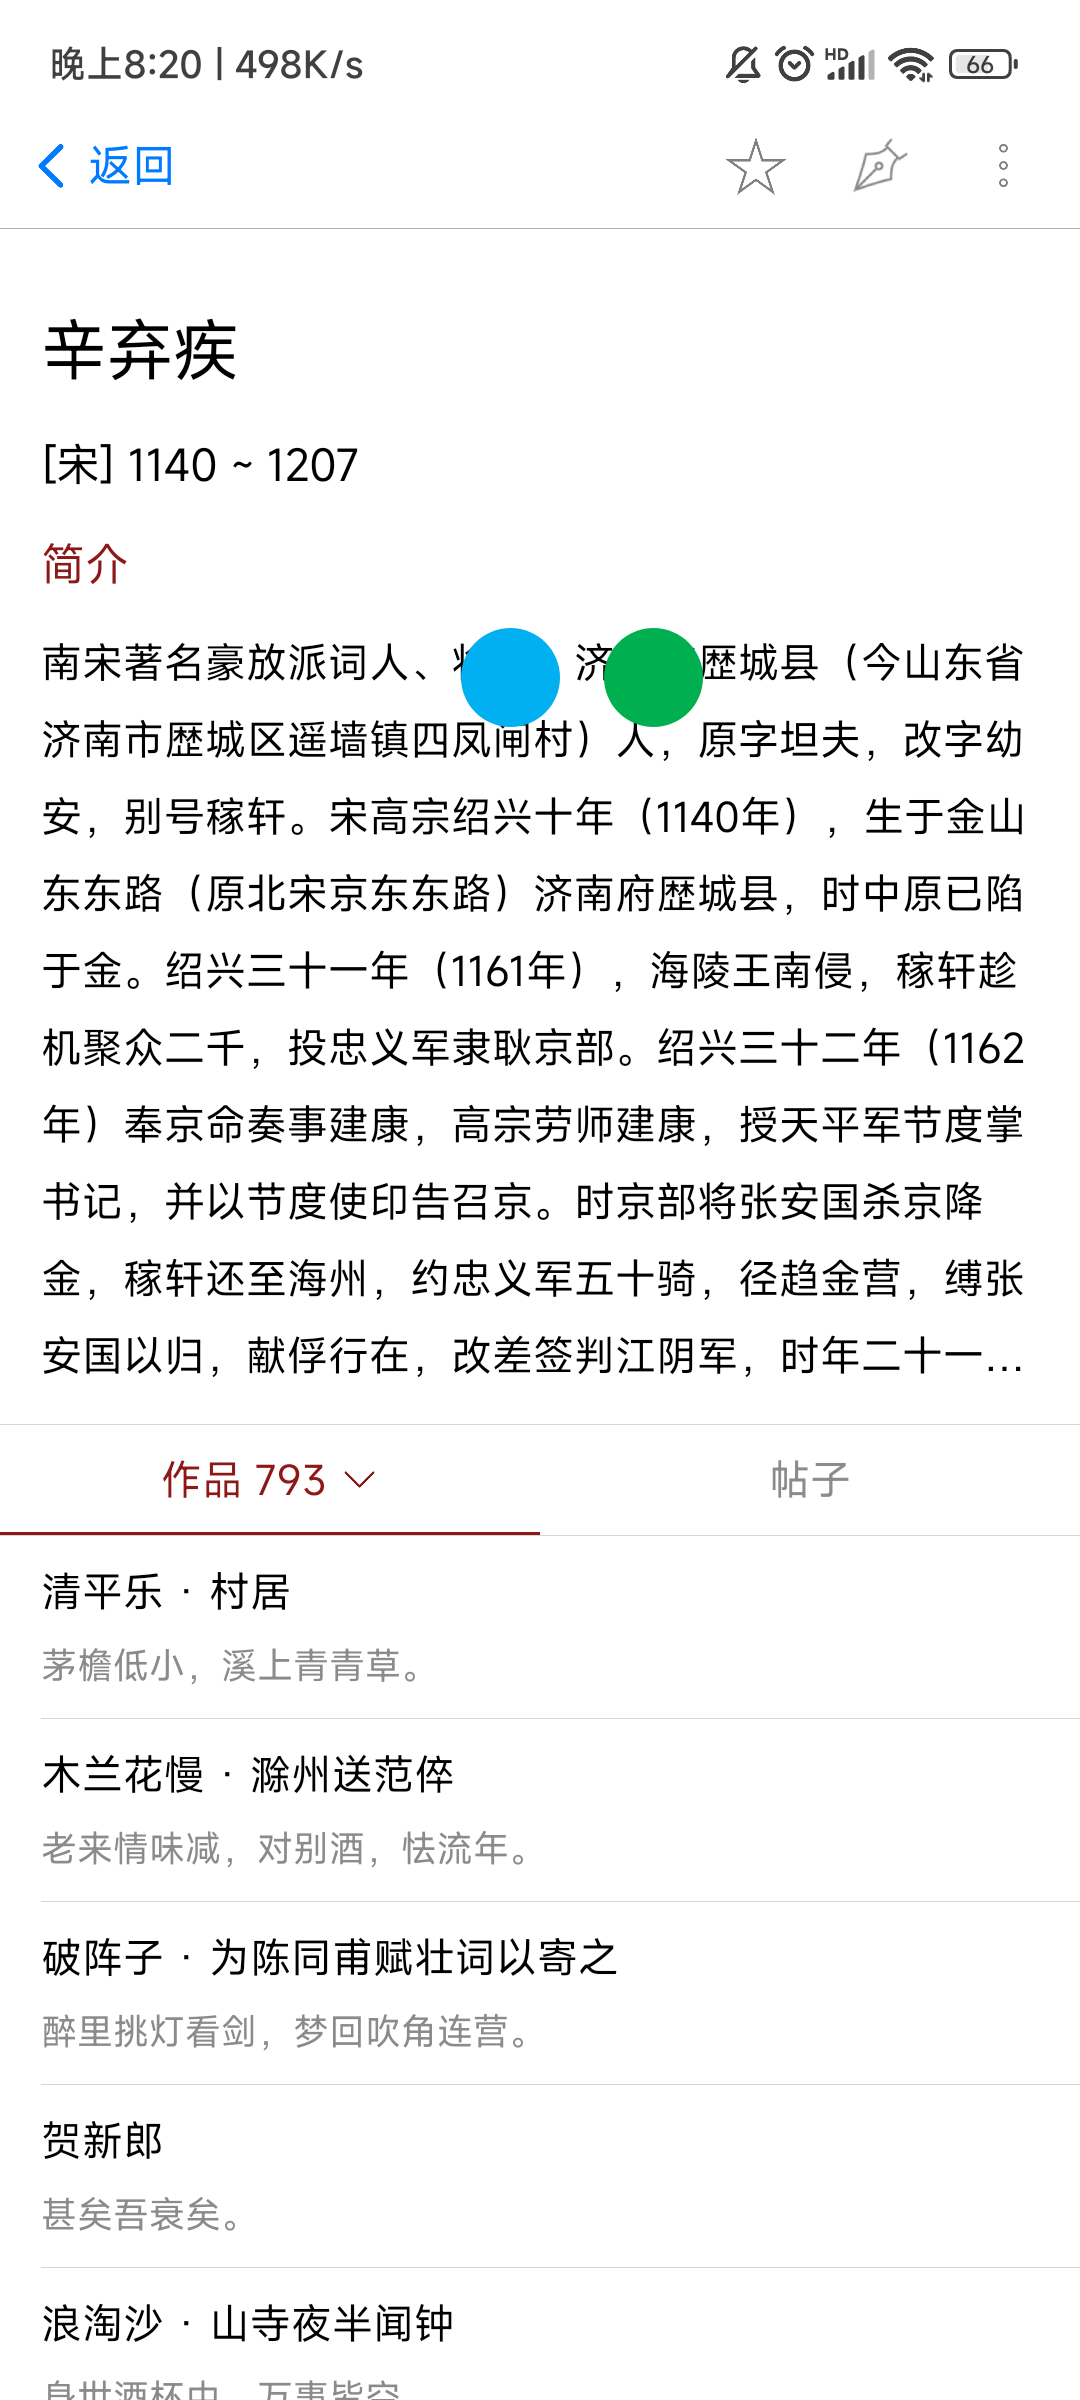 晚上8:20 | 498K/s
HD
66
返回
辛弃疾
[宋] 1140 ~ 1207
简介
南宋著名豪放派词人、 济 歷城县（今山东省
济南市歷城区遥墙镇四凤闸村）人，原字坦夫，改字幼
安，别号稼轩。宋高宗绍兴十年（1140年），生于金山
东东路（原北宋京东东路）济南府歷城县，时中原已陷
于金。绍兴三十一年（1161年），海陵王南侵，稼轩趁
机聚众二千，投忠义军隶耿京部。绍兴三十二年（1162
年）奉京命奏事建康，高宗劳师建康，授天平军节度掌
书记，并以节度使印告召京。时京部将张安国杀京降
金，稼轩还至海州，约忠义军五十骑，径趋金营，缚张
安国以归，献俘行在，改差签判江阴军，时年二十一...
作品 793
帖子
清平乐 · 村居
茅檐低小，溪上青青草。
木兰花慢 · 滁州送范倅
老来情味减，对别酒，怯流年。
破阵子 · 为陈同甫赋壮词以寄之
醉里挑灯看剑，梦回吹角连营。
贺新郎
甚矣吾衰矣。
浪淘沙 · 山寺夜半闻钟
身世酒杯中，万事皆空